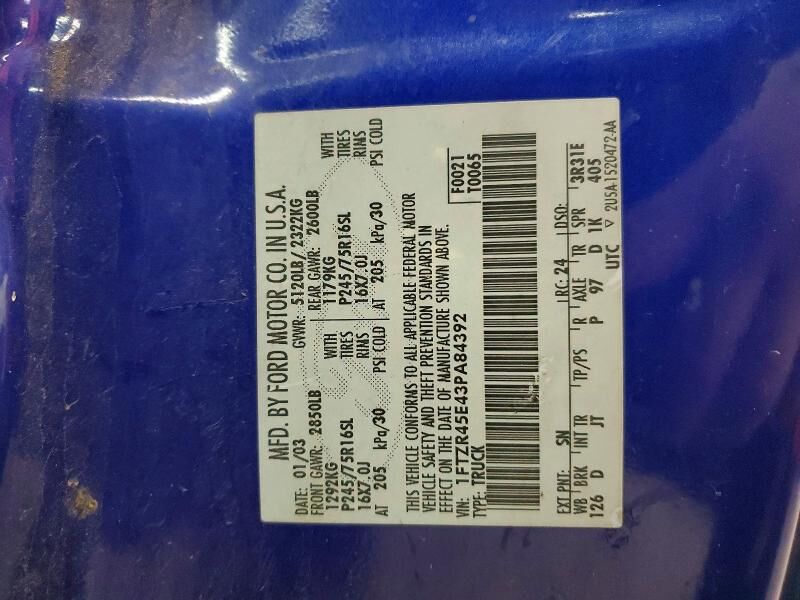 MFD. BY FORD MOTOR CO. IN U.S.A.
DATE: 01/03 GVWR: 5120LB/ 2322KG
FRONT GAWR: 2850LB REAR GAWR: 2600LB
1292KG WITH 1179KG WITH
P245/75R16SL TIRES P245/75R16SL TIRES
16X7.0J RIMS 16X7.0J RIMS
AT 205 kPa/30 PSI COLD AT 205 kPa/30 PSI COLD
THIS VEHICLE CONFORMS TO ALL APPLICABLE FEDERAL MOTOR
VEHICLE SAFETY AND THEFT PREVENTION STANDARDS IN
EFFECT ON THE DATE OF MANUFACTURE SHOWN ABOVE.
VIN: 1FTZR45E43PA84392
TYPE: TRUCK
F0021
T0065
EXT PNT: SN RC: 24 DSO:
WB BRK INT TR TP/PS R AXLE TR SPR 3R31E
126 D JT P 97 D 1K 405
UTC ▽ 2U5A-1520472-AA